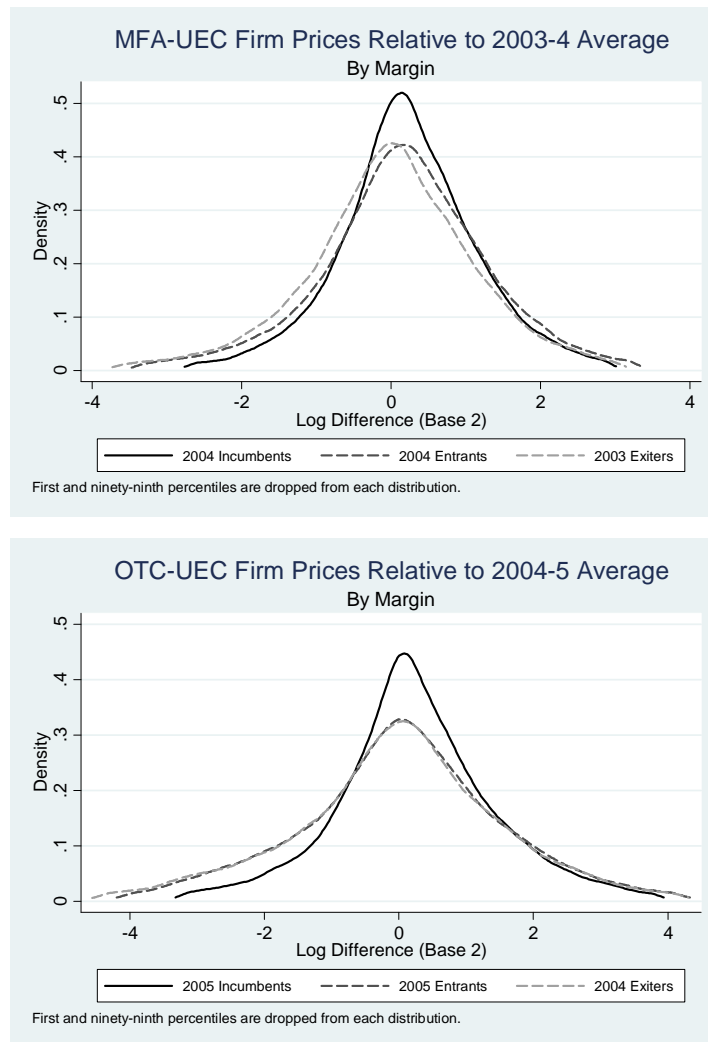 MFA-UEC Firm Prices Relative to 2003-4 Average
By Margin
Density
.5
.4
.3
.2
.1
0
-4 -2 0 2 4
Log Difference (Base 2)
2004 Incumbents 2004 Entrants 2003 Exiters
First and ninety-ninth percentiles are dropped from each distribution.
OTC-UEC Firm Prices Relative to 2004-5 Average
By Margin
Density
.5
.4
.3
.2
.1
0
-4 -2 0 2 4
Log Difference (Base 2)
2005 Incumbents 2005 Entrants 2004 Exiters
First and ninety-ninth percentiles are dropped from each distribution.